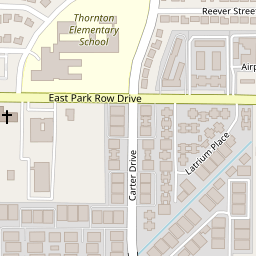 Thornton
Elementary
School
Reever Street
Airp
East Park Row Drive
Latrium Place
Carter Drive